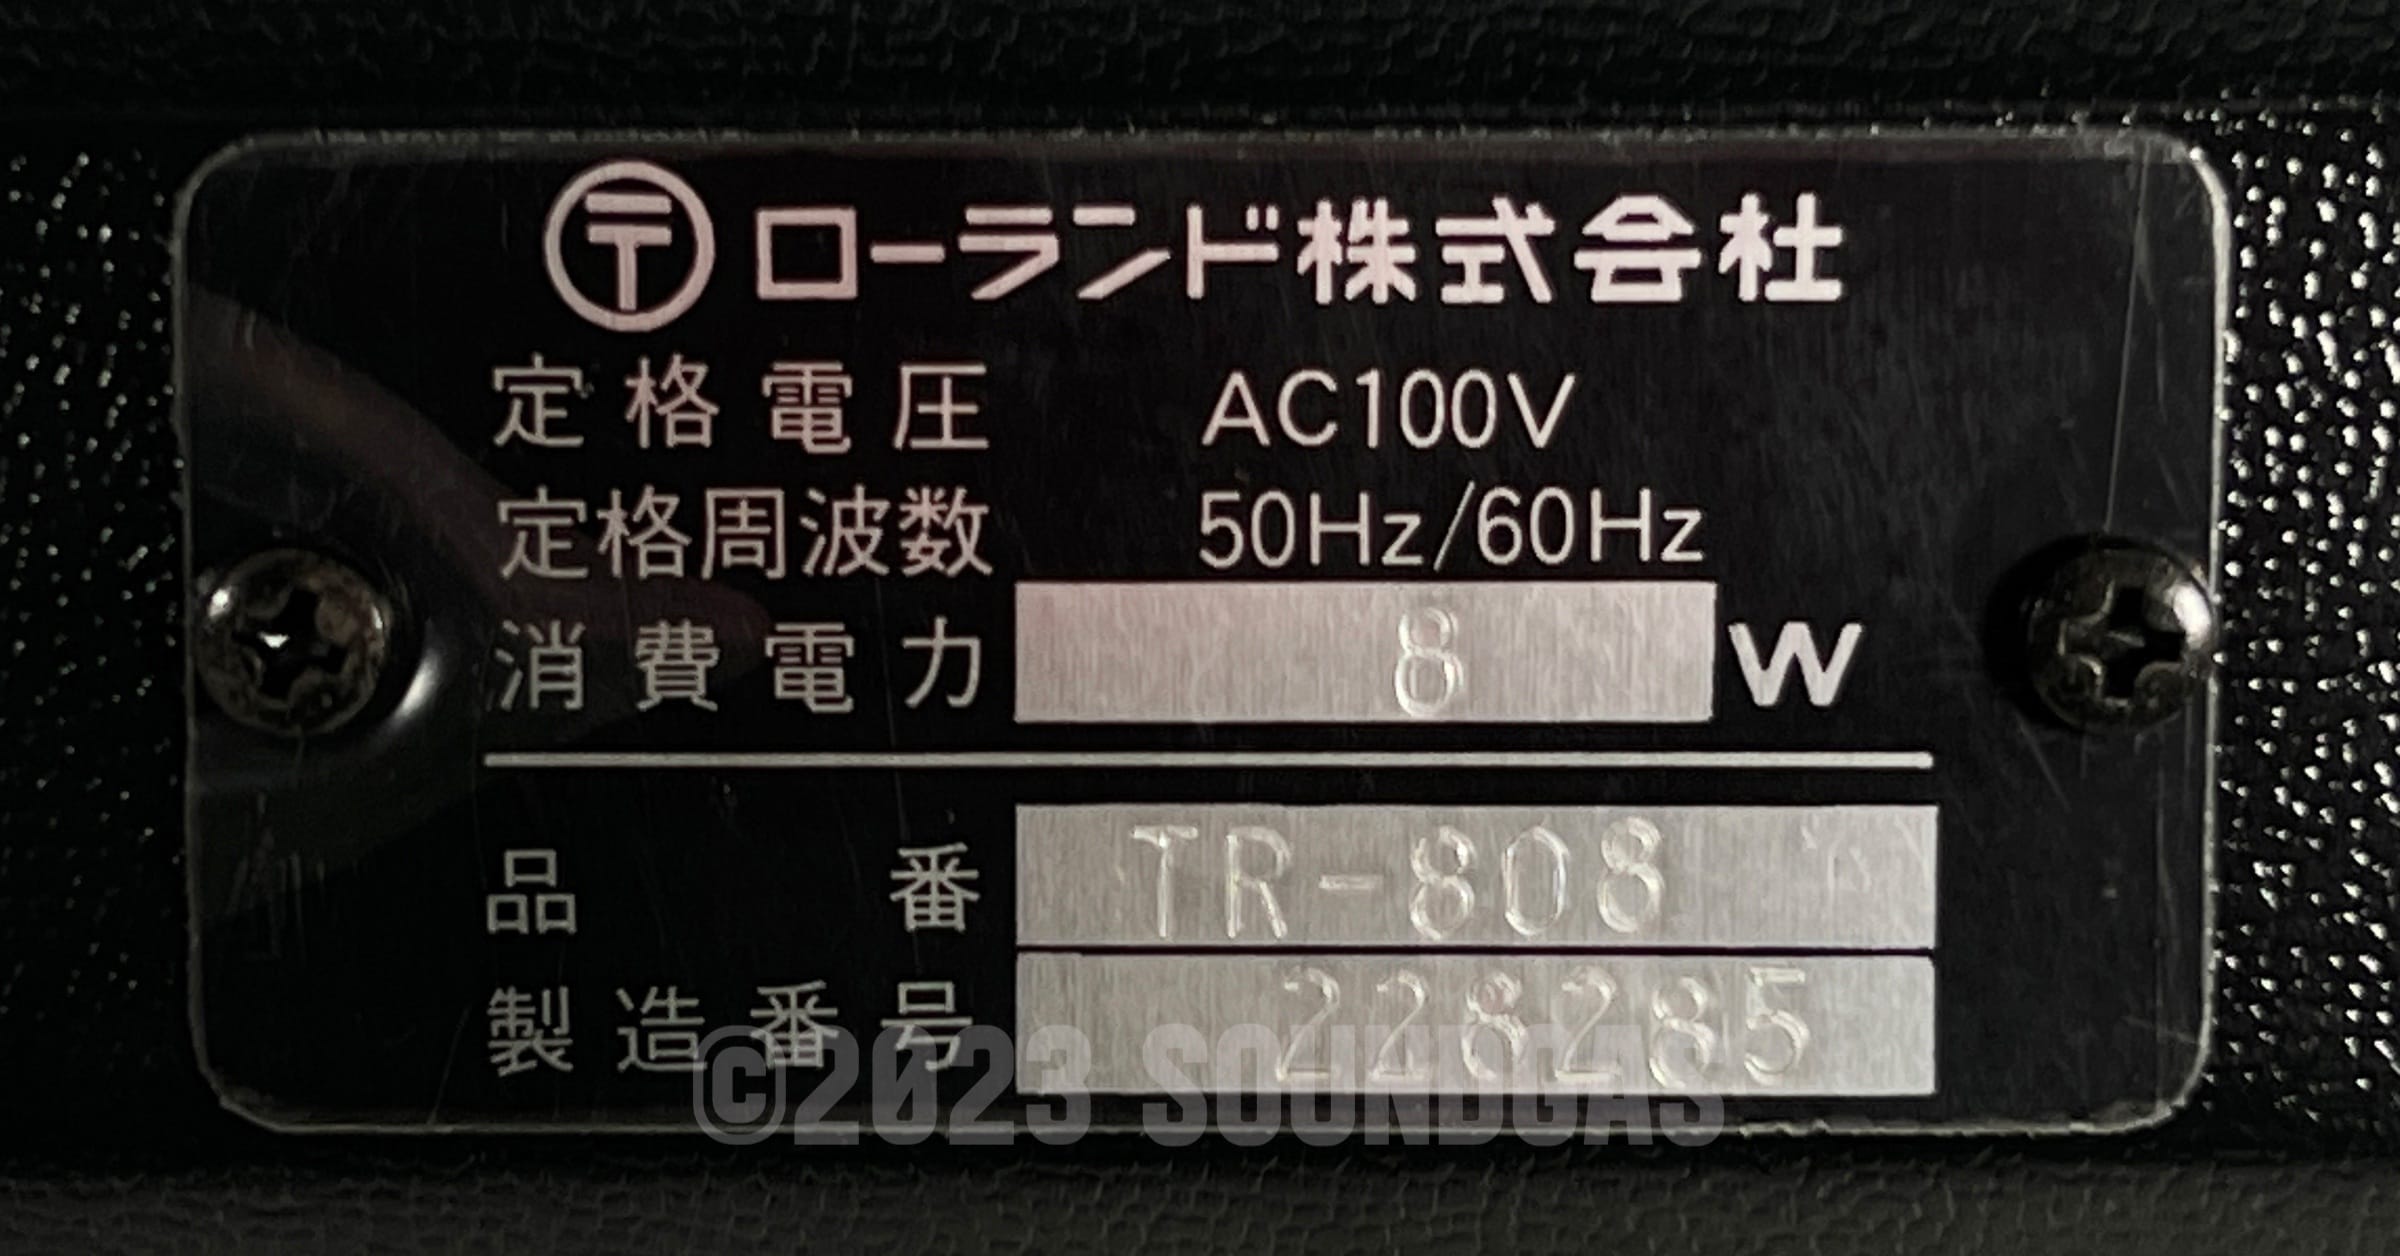 〒 ローランド株式会社
定格電圧 AC100V
定格周波数 50Hz/60Hz
消費電力 8 W
品番 TR-808
製造番号 228285
©2023 SOUNDGAS